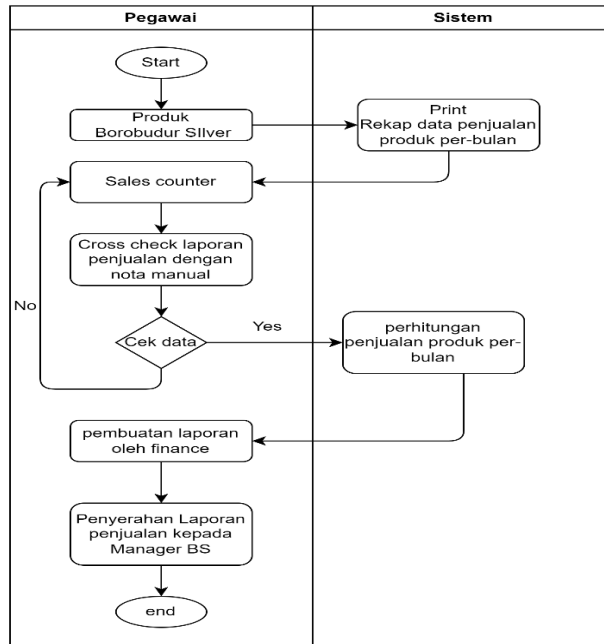 Pegawai
Sistem
Start
Produk
Borobudur SIlver
Print
Rekap data penjualan
produk per-bulan
Sales counter
Cross check laporan
penjualan dengan
nota manual
No
Cek data
Yes
perhitungan
penjualan produk per-
bulan
pembuatan laporan
oleh finance
Penyerahan Laporan
penjualan kepada
Manager BS
end